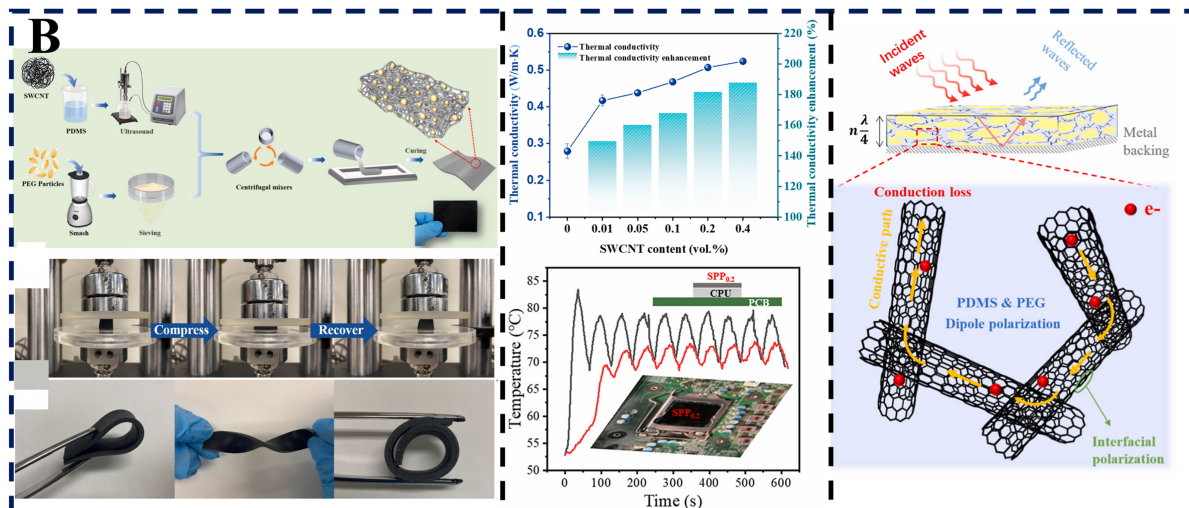 B
SWCNT
PDMS
Ultrasound
PEG Particles
Smash
Sieving
Centrifugal mixers
Curing
Compress
Recover
Thermal conductivity (W/m·K)
0.6
0.5
0.4
0.3
0.2
0.1
Thermal conductivity
Thermal conductivity enhancement
220
200
180
160
140
120
100
Thermal conductivity enhancement (%)
0 0.01 0.05 0.1 0.2 0.4
SWCNT content (vol.%)
Temperature (°C)
85
80
75
70
65
60
55
50
SPP0.2
CPU
PCB
SPP0.2
0 100 200 300 400 500 600
Time (s)
Incident
waves
Reflected
waves
n λ/4
Metal
backing
Conduction loss
e-
Conductive path
PDMS & PEG
Dipole polarization
Interfacial
polarization